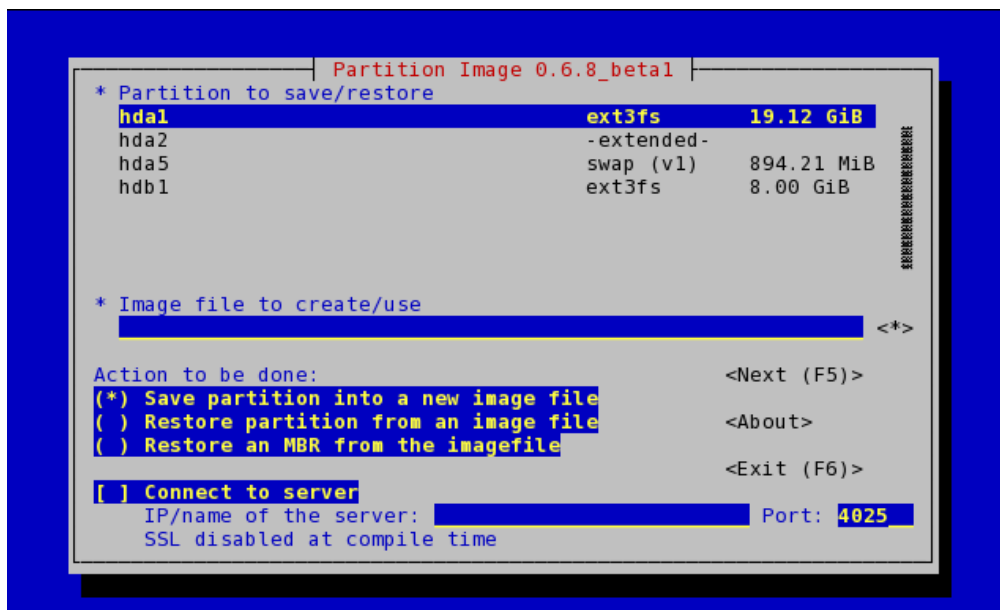 Partition Image 0.6.8_beta1
* Partition to save/restore
hda1 ext3fs 19.12 GiB
hda2 -extended-
hda5 swap (v1) 894.21 MiB
hdb1 ext3fs 8.00 GiB
* Image file to create/use
<*>
Action to be done: <Next (F5)>
(*) Save partition into a new image file
( ) Restore partition from an image file <About>
( ) Restore an MBR from the imagefile
<Exit (F6)>
[ ] Connect to server
IP/name of the server: Port: 4025__
SSL disabled at compile time